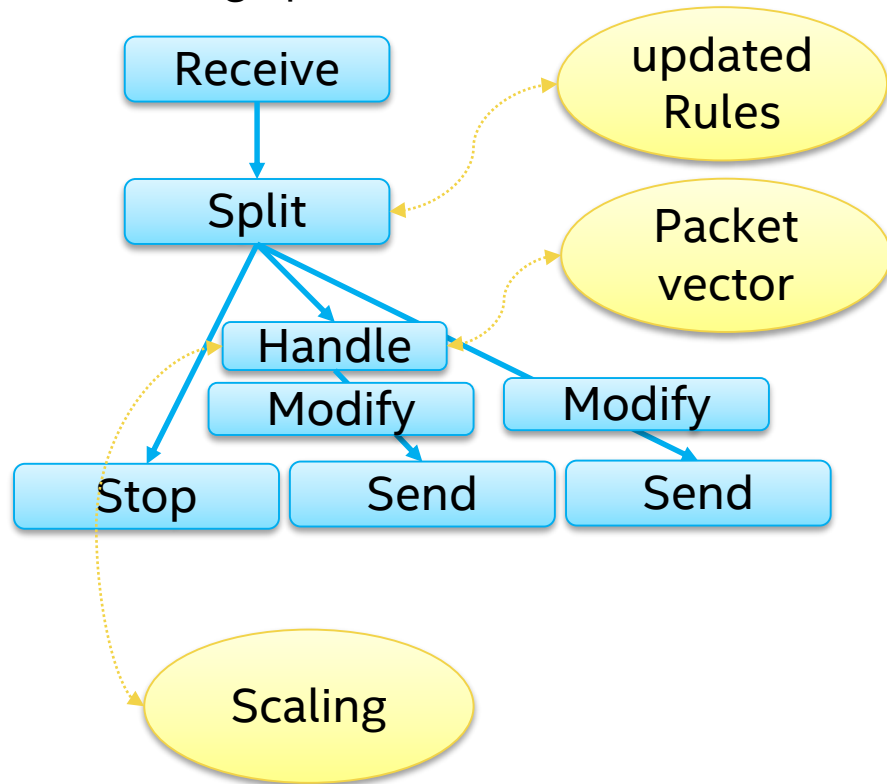 Receive
updated
Rules
Split
Packet
vector
Handle
Modify
Modify
Stop
Send
Send
Scaling